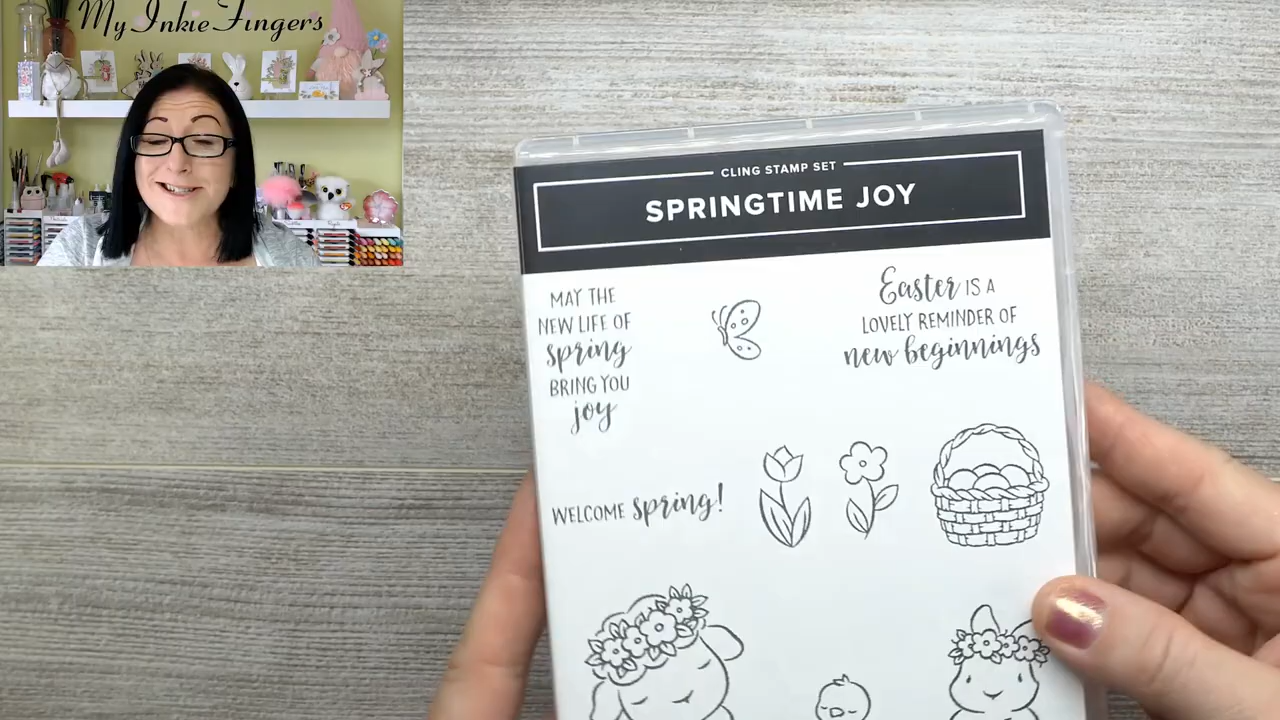 My Inkie Fingers
CLING STAMP SET
SPRINGTIME JOY
MAY THE
NEW LIFE OF
spring
BRING YOU
joy
Easter IS A
LOVELY REMINDER OF
new beginnings
WELCOME spring!